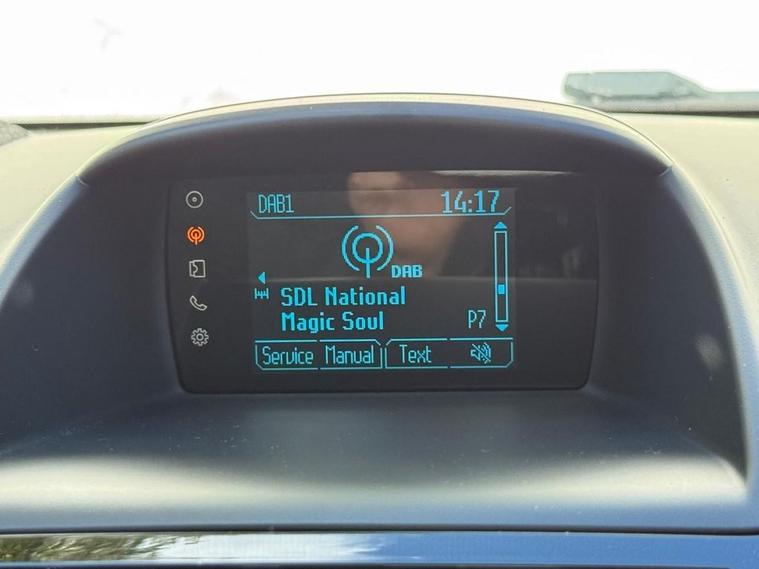 DAB1 14:17
DAB
SDL National
Magic Soul P7
Service Manual Text